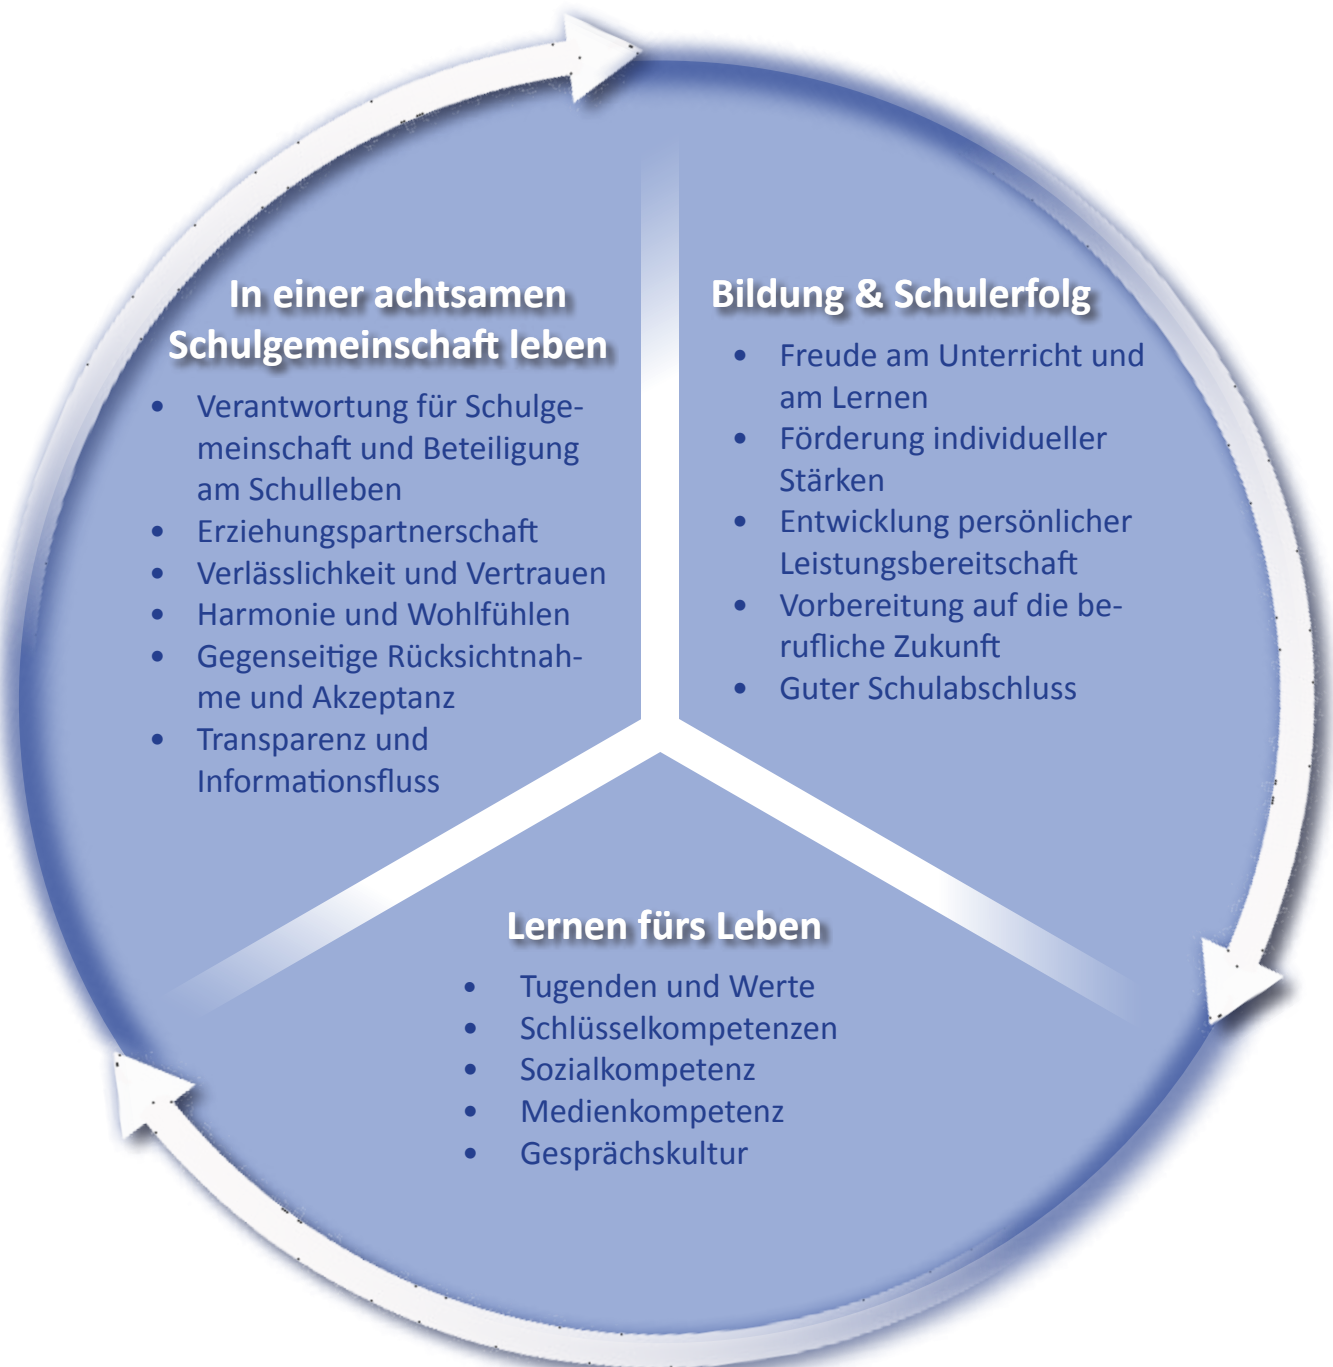 In einer achtsamen
Schulgemeinschaft leben
• Verantwortung für Schulge-
meinschaft und Beteiligung
am Schulleben
• Erziehungspartnerschaft
• Verlässlichkeit und Vertrauen
• Harmonie und Wohlfühlen
• Gegenseitige Rücksichtnah-
me und Akzeptanz
• Transparenz und
Informationsfluss
Bildung & Schulerfolg
• Freude am Unterricht und
am Lernen
• Förderung individueller
Stärken
• Entwicklung persönlicher
Leistungsbereitschaft
• Vorbereitung auf die be-
rufliche Zukunft
• Guter Schulabschluss
Lernen fürs Leben
• Tugenden und Werte
• Schlüsselkompetenzen
• Sozialkompetenz
• Medienkompetenz
• Gesprächskultur